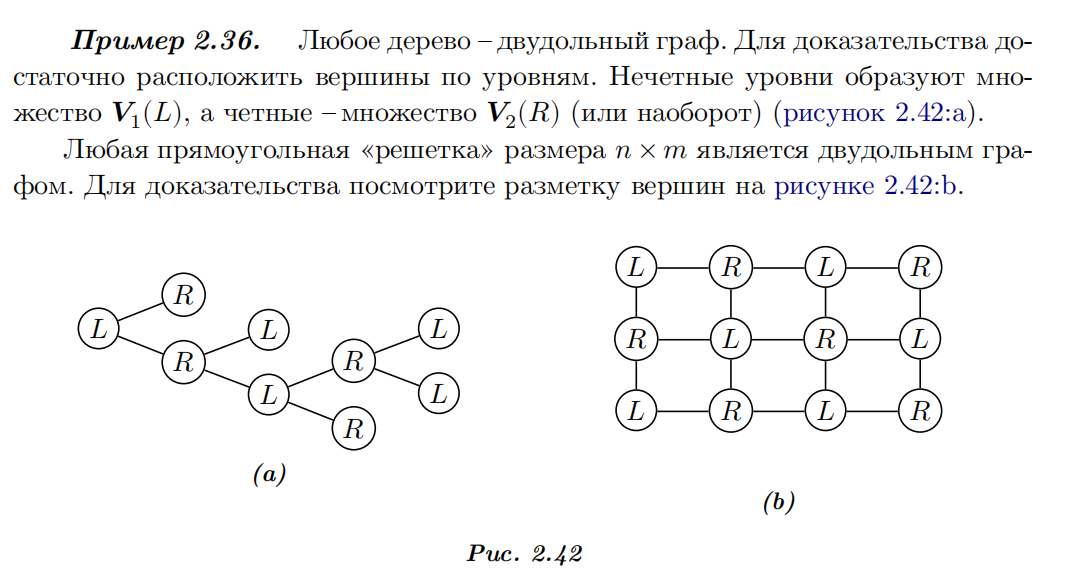 Пример 2.36. Любое дерево – двудольный граф. Для доказательства до-
статочно расположить вершины по уровням. Нечетные уровни образуют мно-
жество V₁(L), а четные – множество V₂(R) (или наоборот) (рисунок 2.42:a).
Любая прямоугольная «решетка» размера n × m является двудольным гра-
фом. Для доказательства посмотрите разметку вершин на рисунке 2.42:b.
L R L R
R
L L L
R R
R L R L
L L
R
L R L R
(a)
(b)
Рис. 2.42